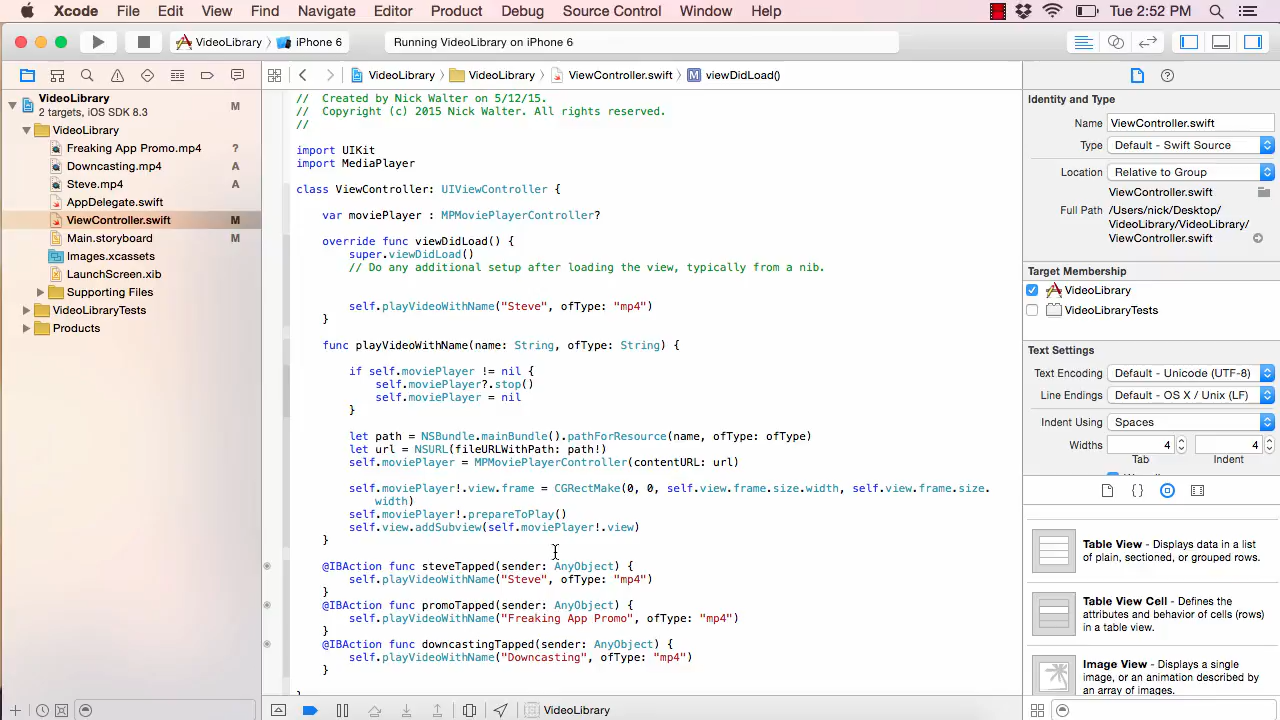 Xcode File Edit View Find Navigate Editor Product Debug Source Control Window Help Tue 2:52 PM
VideoLibrary iPhone 6 Running VideoLibrary on iPhone 6
VideoLibrary VideoLibrary ViewController.swift M viewDidLoad()
VideoLibrary M
2 targets, iOS SDK 8.3
VideoLibrary
Freaking App Promo.mp4 ?
Downcasting.mp4 A
Steve.mp4 A
AppDelegate.swift
ViewController.swift M
Main.storyboard M
Images.xcassets
LaunchScreen.xib
Supporting Files
VideoLibraryTests
Products
//  Created by Nick Walter on 5/12/15.
//  Copyright (c) 2015 Nick Walter. All rights reserved.
//
import UIKit
import MediaPlayer
class ViewController: UIViewController {
var moviePlayer : MPMoviePlayerController?
override func viewDidLoad() {
super.viewDidLoad()
// Do any additional setup after loading the view, typically from a nib.
self.playVideoWithName("Steve", ofType: "mp4")
}
func playVideoWithName(name: String, ofType: String) {
if self.moviePlayer != nil {
self.moviePlayer?.stop()
self.moviePlayer = nil
}
let path = NSBundle.mainBundle().pathForResource(name, ofType: ofType)
let url = NSURL(fileURLWithPath: path!)
self.moviePlayer = MPMoviePlayerController(contentURL: url)
self.moviePlayer!.view.frame = CGRectMake(0, 0, self.view.frame.size.width, self.view.frame.size.
width)
self.moviePlayer!.prepareToPlay()
self.view.addSubview(self.moviePlayer!.view)
}
@IBAction func steveTapped(sender: AnyObject) {
self.playVideoWithName("Steve", ofType: "mp4")
}
@IBAction func promoTapped(sender: AnyObject) {
self.playVideoWithName("Freaking App Promo", ofType: "mp4")
}
@IBAction func downcastingTapped(sender: AnyObject) {
self.playVideoWithName("Downcasting", ofType: "mp4")
}
VideoLibrary
Identity and Type
Name ViewController.swift
Type Default - Swift Source
Location Relative to Group
ViewController.swift
Full Path /Users/nick/Desktop/
VideoLibrary/VideoLibrary/
ViewController.swift
Target Membership
VideoLibrary
VideoLibraryTests
Text Settings
Text Encoding Default - Unicode (UTF-8)
Line Endings Default - OS X / Unix (LF)
Indent Using Spaces
Widths 4 4
Tab Indent
Table View - Displays data in a list
of plain, sectioned, or grouped rows.
Table View Cell - Defines the
attributes and behavior of cells (rows)
in a table view.
Image View - Displays a single
image, or an animation described by
an array of images.